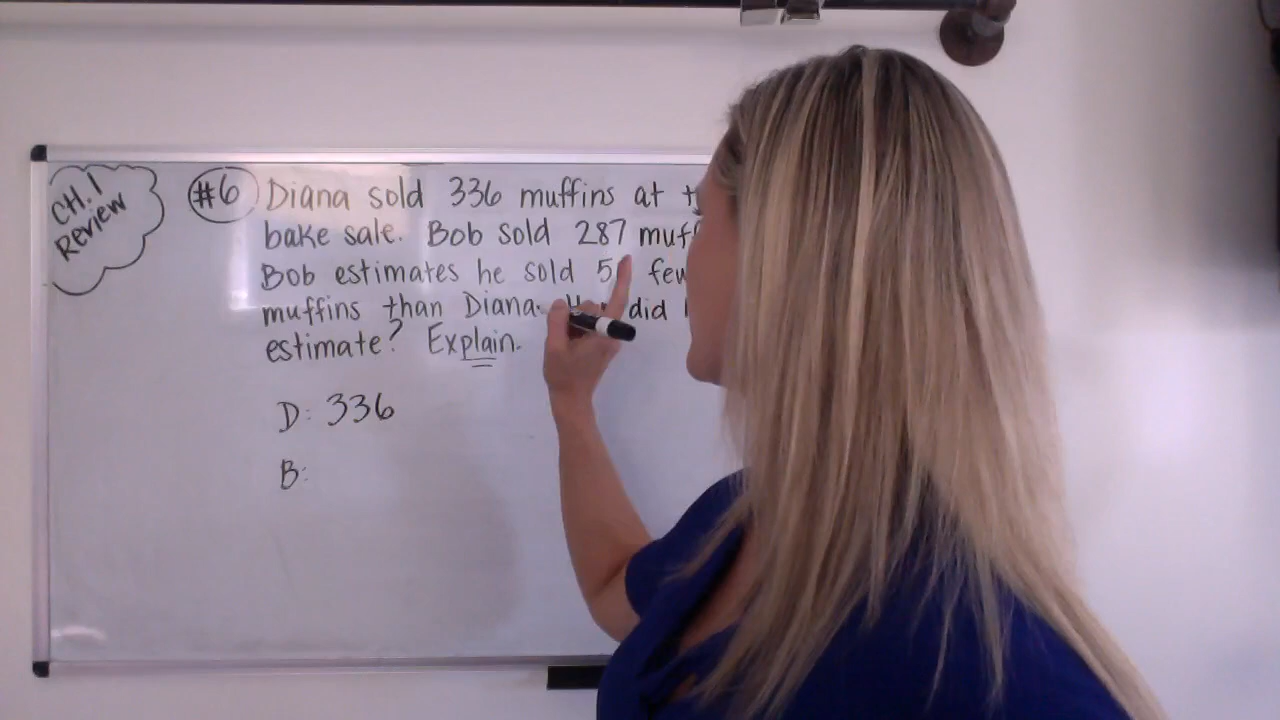 CH. 1
Review
#6 Diana sold 336 muffins at
bake sale. Bob sold 287
Bob estimates he sold
muffins than Diana. did
estimate? Explain.
D: 336
B: